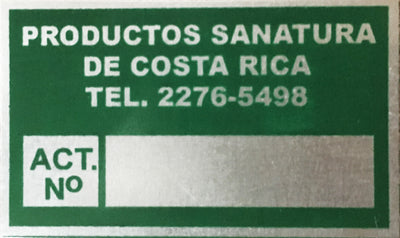 PRODUCTOS SANATURA
DE COSTA RICA
TEL. 2276-5498
ACT.
Nº